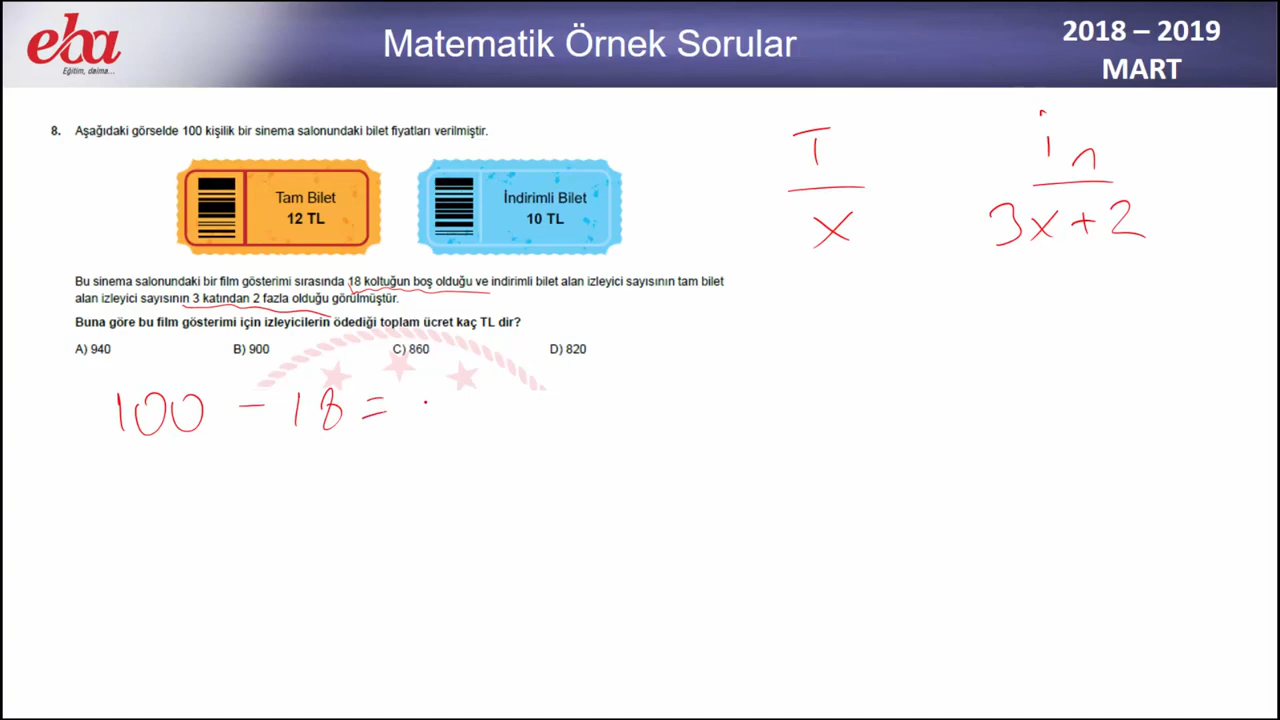 eba
Eğitim, daima...
Matematik Örnek Sorular
2018 – 2019
MART
8. Aşağıdaki görselde 100 kişilik bir sinema salonundaki bilet fiyatları verilmiştir.
Tam Bilet
12 TL
İndirimli Bilet
10 TL
Bu sinema salonundaki bir film gösterimi sırasında 18 koltuğun boş olduğu ve indirimli bilet alan izleyici sayısının tam bilet
alan izleyici sayısının 3 katından 2 fazla olduğu görülmüştür.
Buna göre bu film gösterimi için izleyicilerin ödediği toplam ücret kaç TL dir?
A) 940 B) 900 C) 860 D) 820
T in
x 3x+2
100 - 18 =